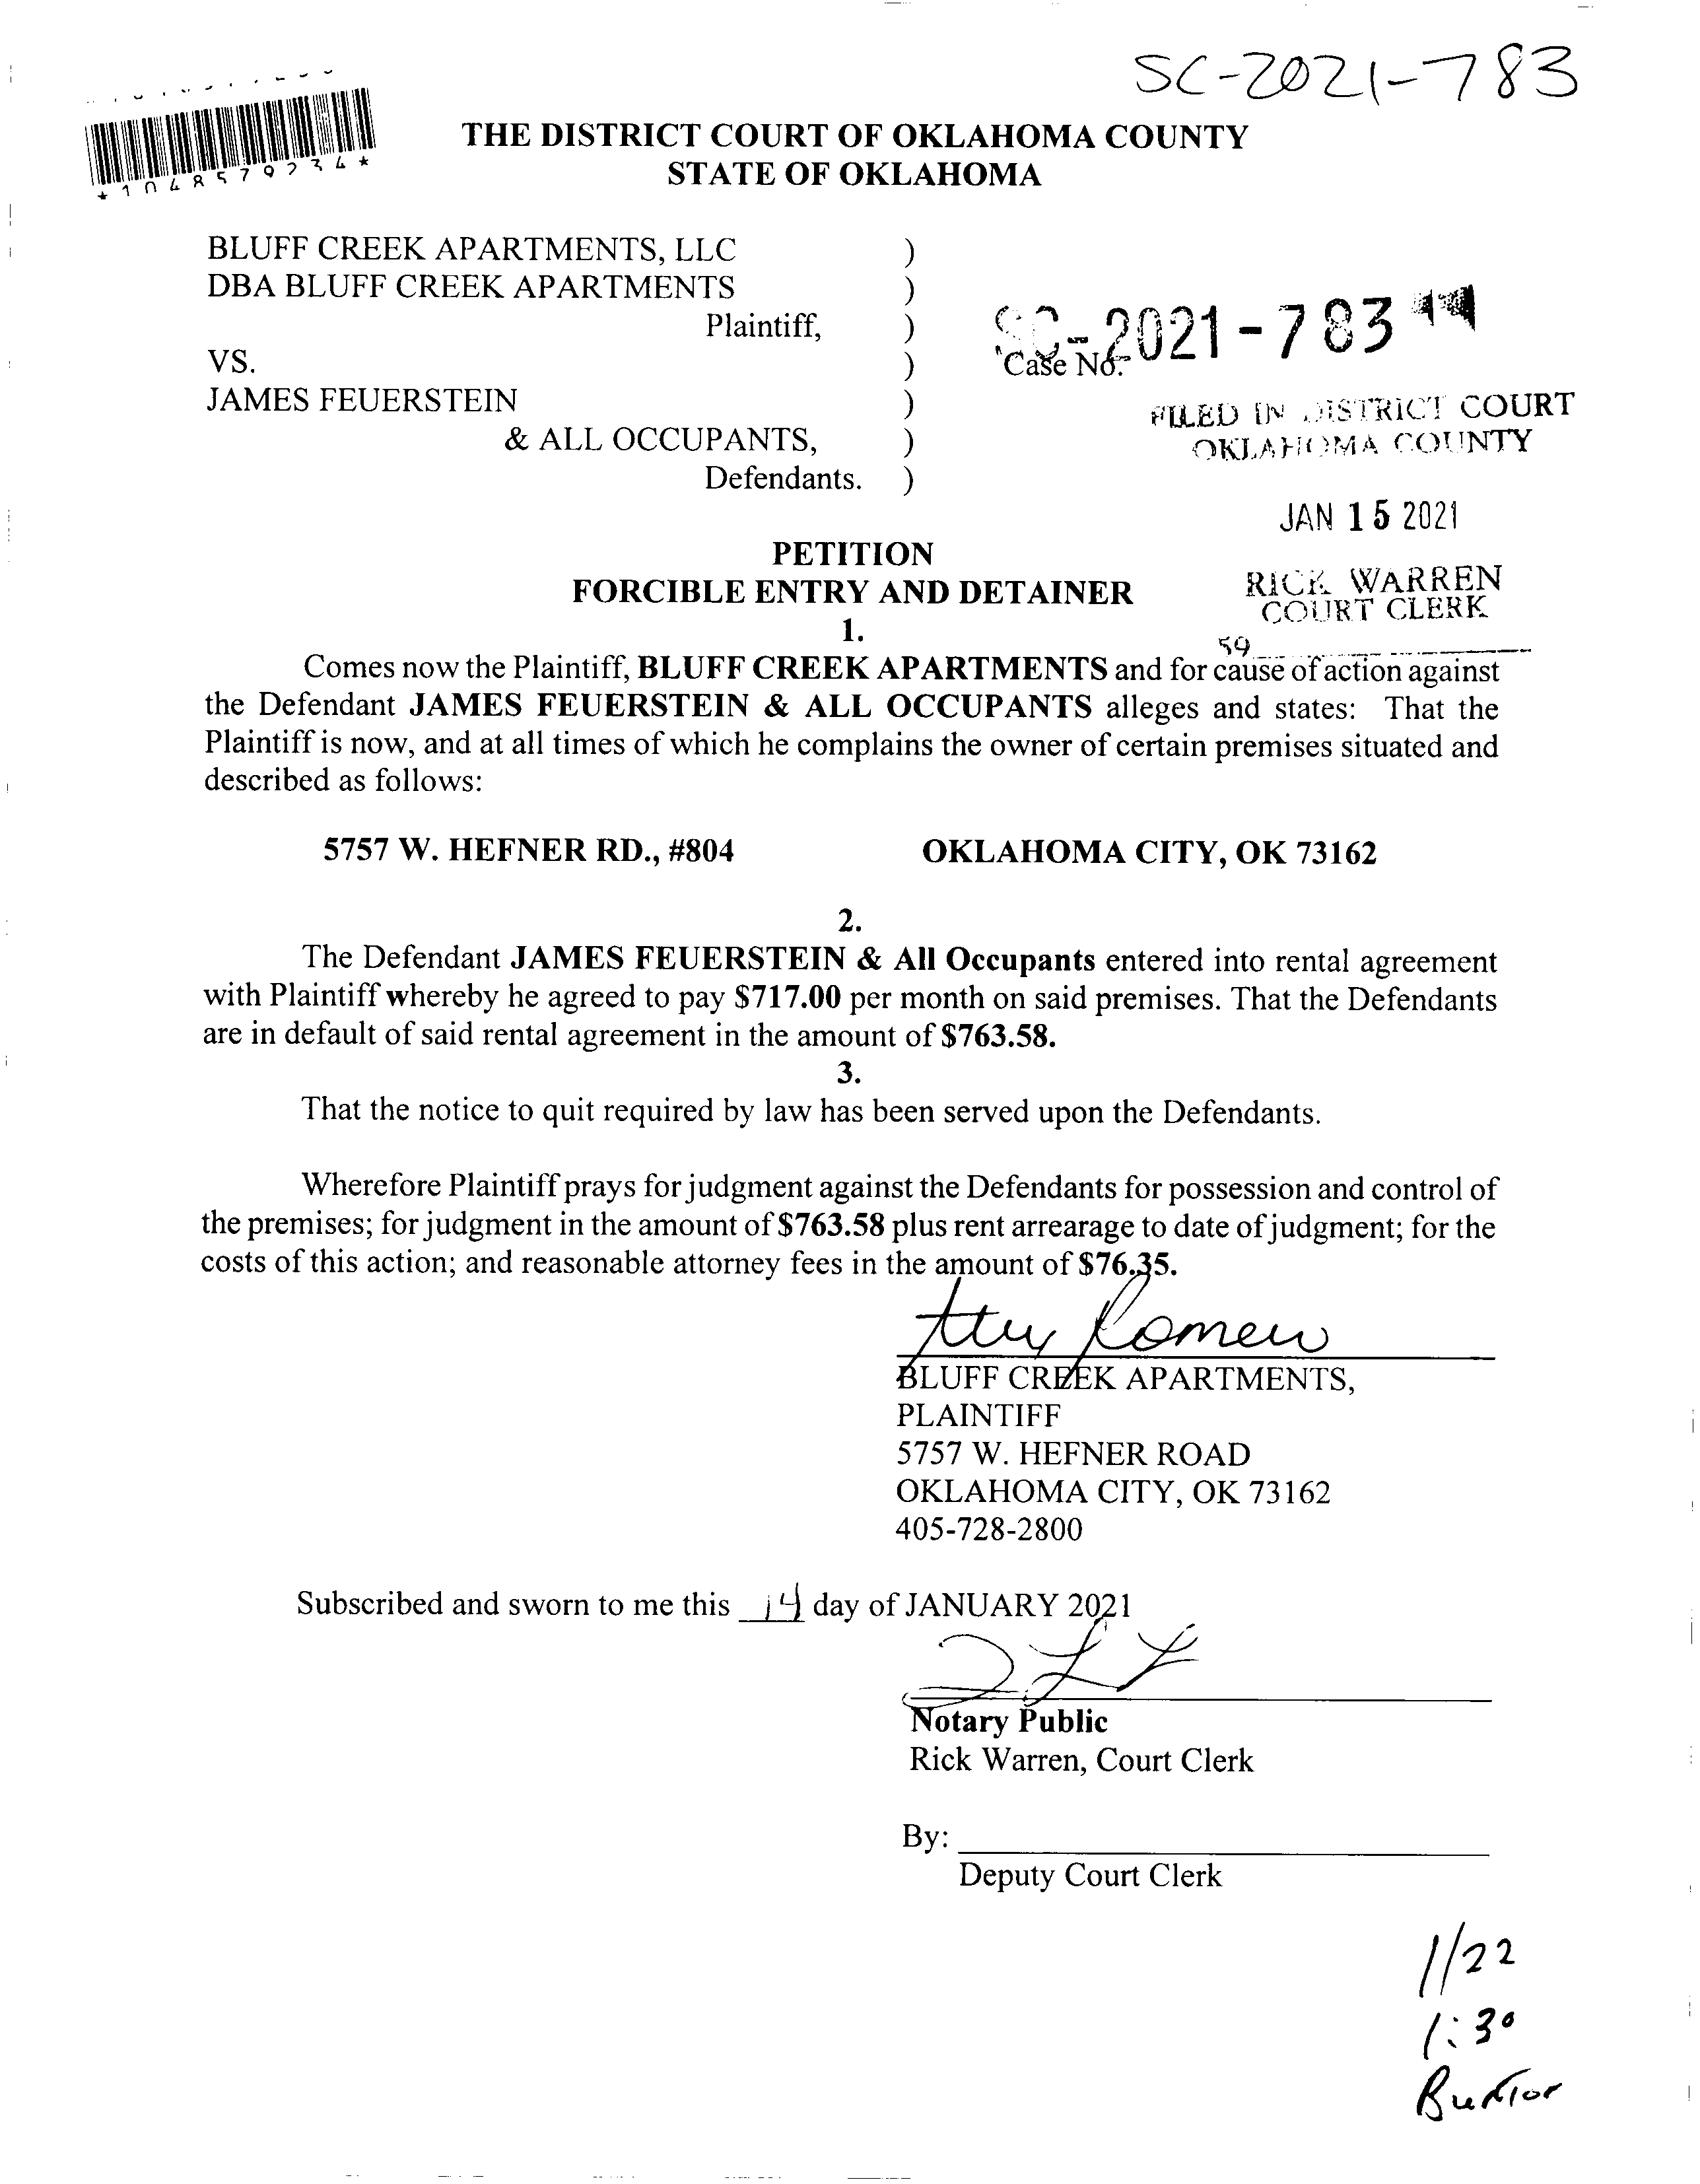 SC-2021-783
*1048579234*
THE DISTRICT COURT OF OKLAHOMA COUNTY
STATE OF OKLAHOMA
BLUFF CREEK APARTMENTS, LLC )
DBA BLUFF CREEK APARTMENTS )
Plaintiff, )
VS. )
JAMES FEUERSTEIN )
& ALL OCCUPANTS, )
Defendants. )
SC-2021-783
Case No.
FILED IN DISTRICT COURT
OKLAHOMA COUNTY
JAN 15 2021
RICK WARREN
COURT CLERK
59
PETITION
FORCIBLE ENTRY AND DETAINER
1.
Comes now the Plaintiff, BLUFF CREEK APARTMENTS and for cause of action against
the Defendant JAMES FEUERSTEIN & ALL OCCUPANTS alleges and states: That the
Plaintiff is now, and at all times of which he complains the owner of certain premises situated and
described as follows:
5757 W. HEFNER RD., #804 OKLAHOMA CITY, OK 73162
2.
The Defendant JAMES FEUERSTEIN & All Occupants entered into rental agreement
with Plaintiff whereby he agreed to pay $717.00 per month on said premises. That the Defendants
are in default of said rental agreement in the amount of $763.58.
3.
That the notice to quit required by law has been served upon the Defendants.
Wherefore Plaintiff prays for judgment against the Defendants for possession and control of
the premises; for judgment in the amount of $763.58 plus rent arrearage to date of judgment; for the
costs of this action; and reasonable attorney fees in the amount of $76.35.
BLUFF CREEK APARTMENTS,
PLAINTIFF
5757 W. HEFNER ROAD
OKLAHOMA CITY, OK 73162
405-728-2800
Subscribed and sworn to me this 14 day of JANUARY 2021
Notary Public
Rick Warren, Court Clerk
By:
Deputy Court Clerk
1/22
1:30